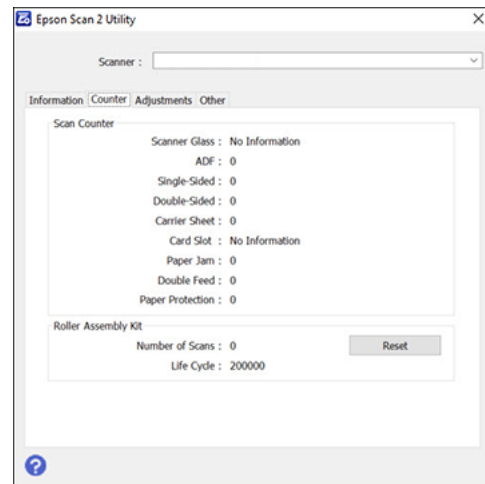 Epson Scan 2 Utility
Scanner :
Information Counter Adjustments Other
Scan Counter
Scanner Glass : No Information
ADF : 0
Single-Sided : 0
Double-Sided : 0
Carrier Sheet : 0
Card Slot : No Information
Paper Jam : 0
Double Feed : 0
Paper Protection : 0
Roller Assembly Kit
Number of Scans : 0 Reset
Life Cycle : 200000
?